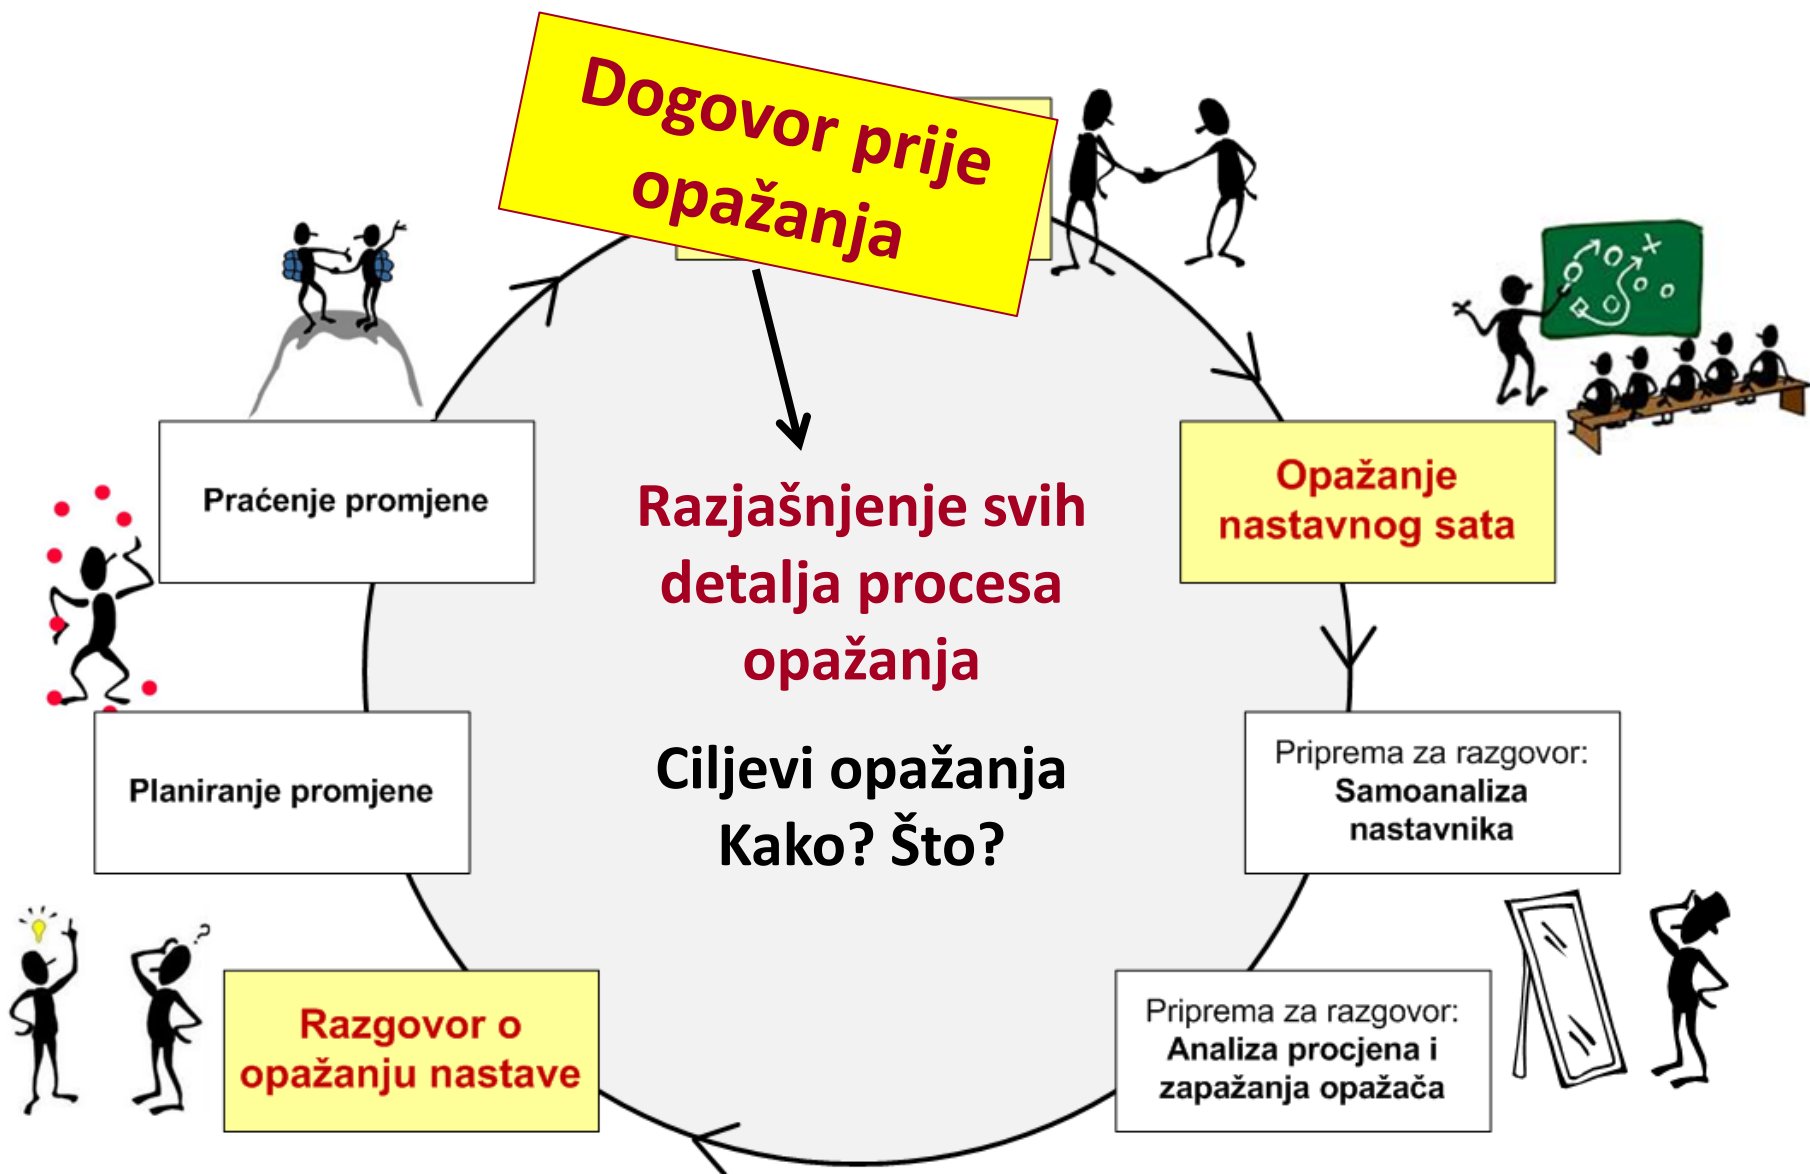 Dogovor prije
opažanja
Opažanje
nastavnog sata
Priprema za razgovor:
Samoanaliza
nastavnika
Priprema za razgovor:
Analiza procjena i
zapažanja opažača
Razgovor o
opažanju nastave
Planiranje promjene
Praćenje promjene
Razjašnjenje svih
detalja procesa
opažanja
Ciljevi opažanja
Kako? Što?
?